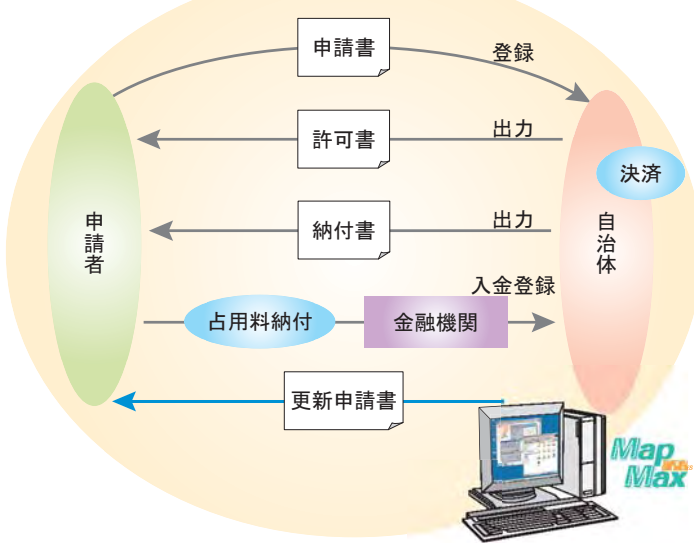 申請書
登録
許可書
出力
決済
申請者
納付書
出力
自治体
入金登録
占用料納付
金融機関
更新申請書
Map
Max